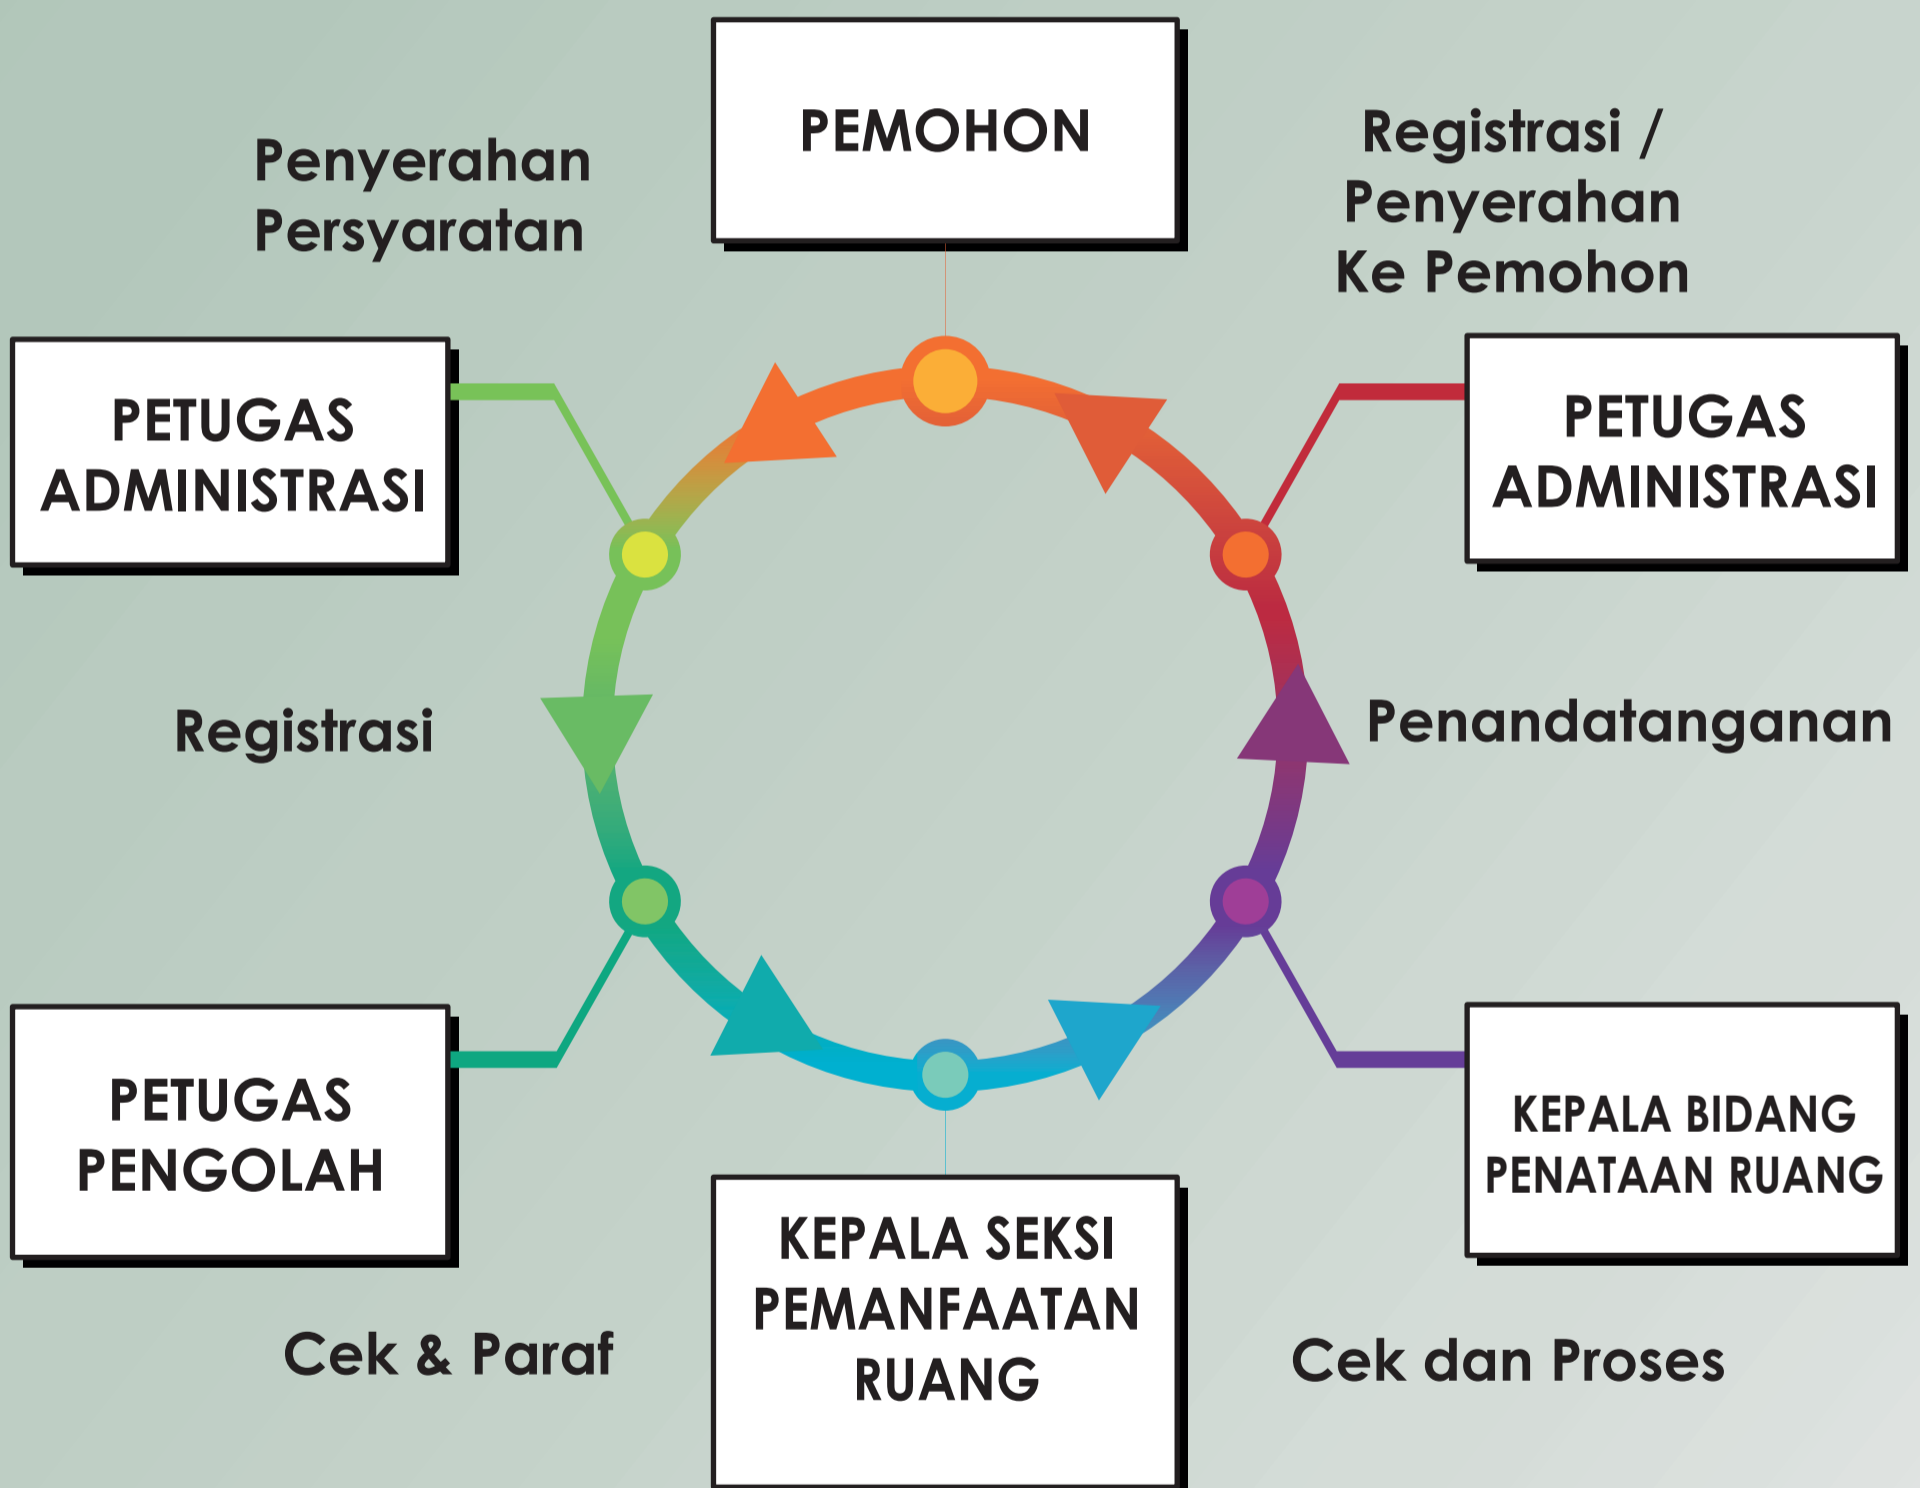 PEMOHON
Penyerahan
Persyaratan
Registrasi /
Penyerahan
Ke Pemohon
PETUGAS
ADMINISTRASI
PETUGAS
ADMINISTRASI
Registrasi
Penandatanganan
PETUGAS
PENGOLAH
KEPALA BIDANG
PENATAAN RUANG
KEPALA SEKSI
PEMANFAATAN
RUANG
Cek & Paraf
Cek dan Proses